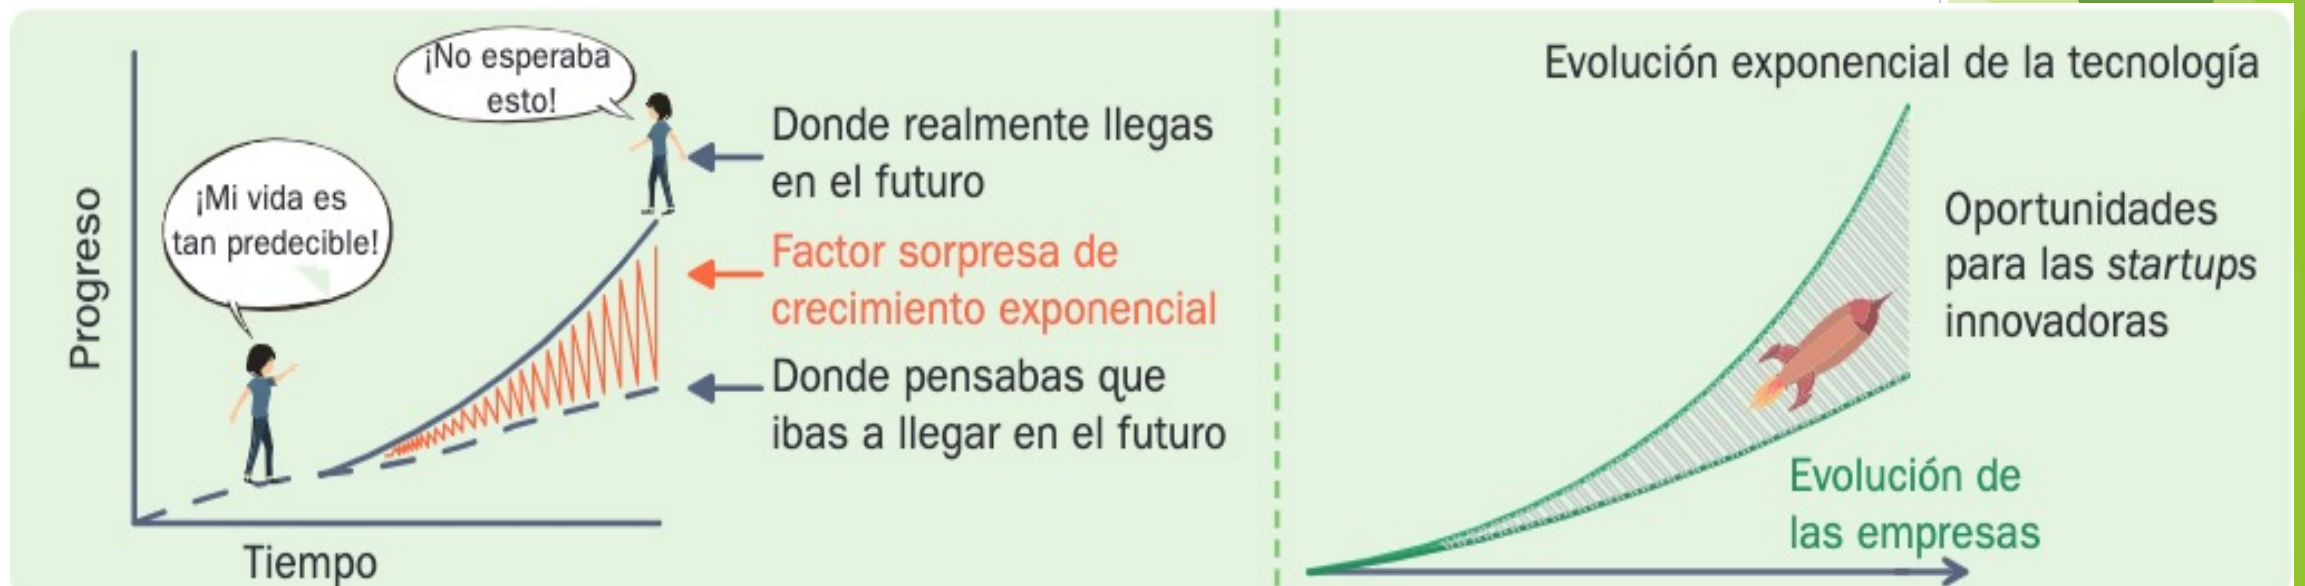 ¡No esperaba
esto!
¡Mi vida es
tan predecible!
Progreso
Tiempo
Donde realmente llegas
en el futuro
Factor sorpresa de
crecimiento exponencial
Donde pensabas que
ibas a llegar en el futuro
Evolución exponencial de la tecnología
Oportunidades
para las startups
innovadoras
Evolución de
las empresas